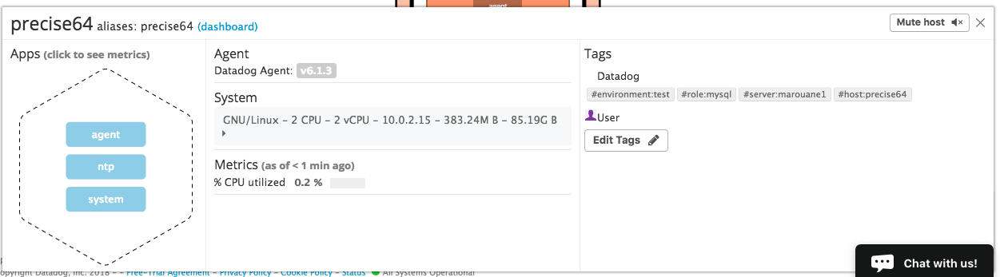 agent
precise64 aliases: precise64 (dashboard)
Mute host
Apps (click to see metrics)
agent
ntp
system
Agent
Datadog Agent: v6.1.3
System
GNU/Linux – 2 CPU – 2 vCPU – 10.0.2.15 – 383.24M B – 85.19G B
Metrics (as of < 1 min ago)
% CPU utilized 0.2 %
Tags
Datadog
#environment:test #role:mysql #server:marouane1 #host:precise64
User
Edit Tags
Chat with us!
opyright Datadog, Inc. 2018 – – Free-Trial Agreement – Privacy Policy – Cookie Policy – Status All Systems Operational